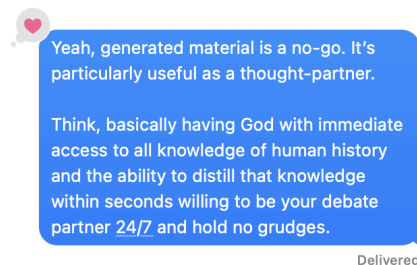 Yeah, generated material is a no-go. It’s
particularly useful as a thought-partner.
Think, basically having God with immediate
access to all knowledge of human history
and the ability to distill that knowledge
within seconds willing to be your debate
partner 24/7 and hold no grudges.
Delivered